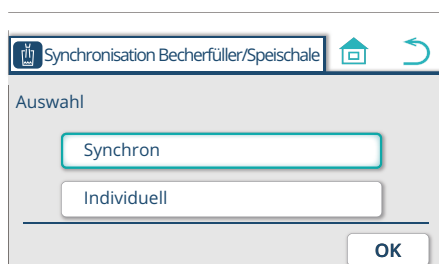 Synchronisation Becherfüller/Speischale
Auswahl
Synchron
Individuell
OK